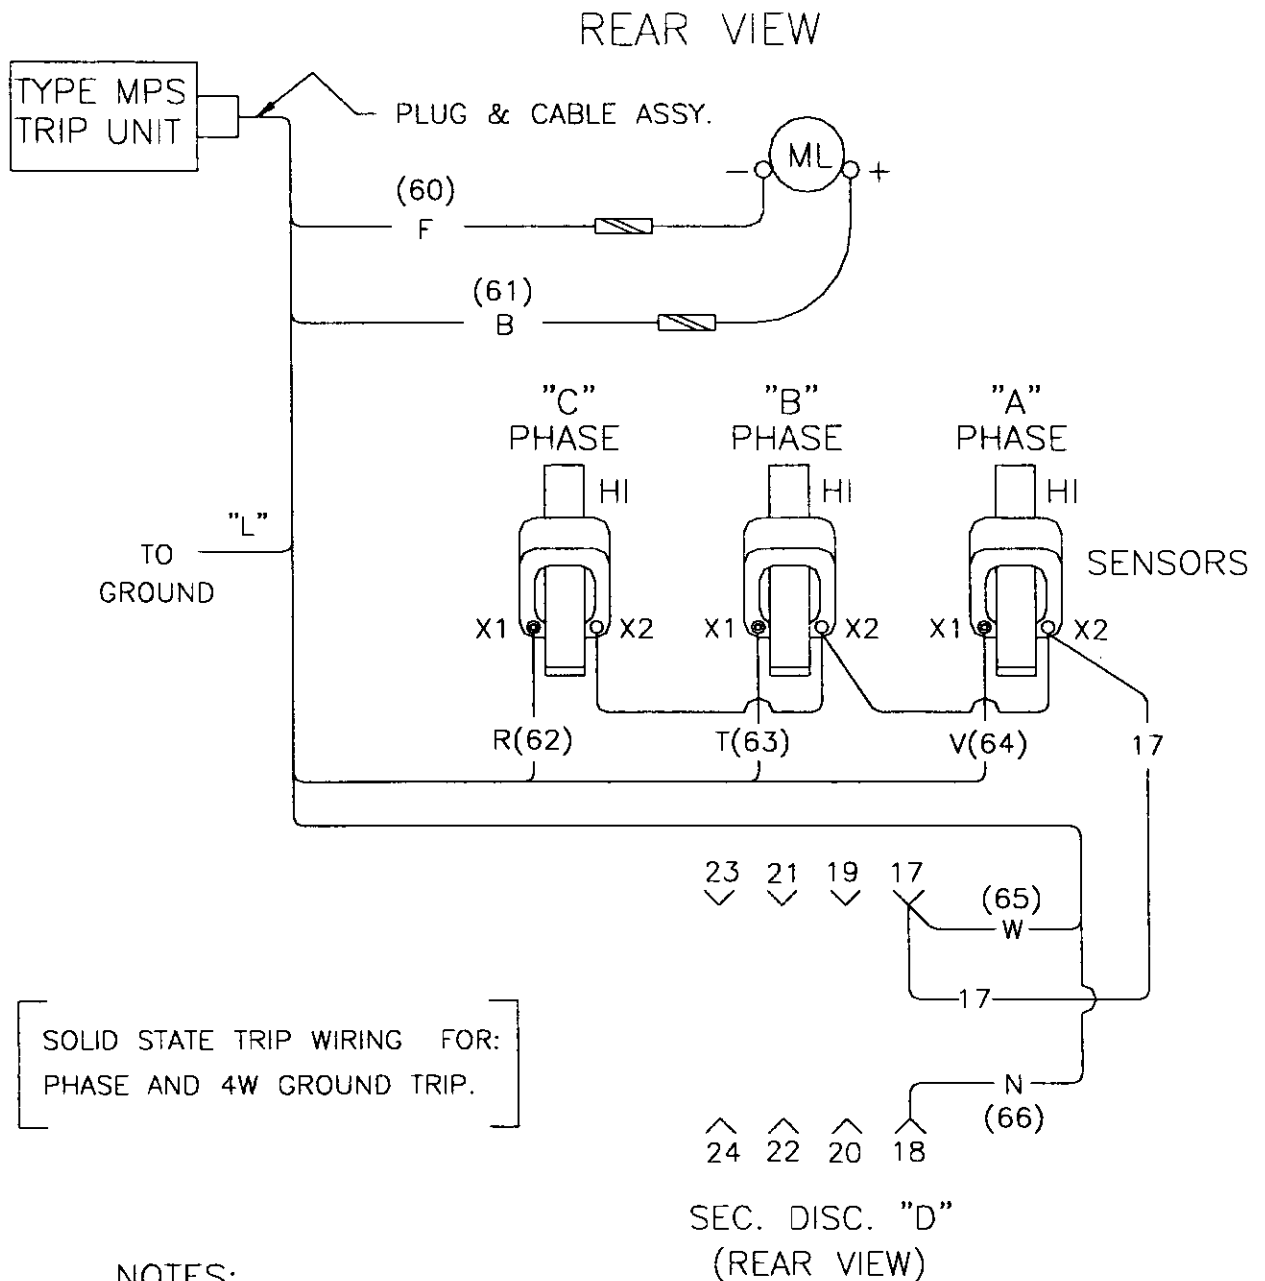 REAR VIEW
TYPE MPS
TRIP UNIT
PLUG & CABLE ASSY.
ML
- +
(60)
F
(61)
B
"C"
PHASE
"B"
PHASE
"A"
PHASE
HI
HI
HI
"L"
TO
GROUND
SENSORS
X1 X2
X1 X2
X1 X2
R(62)
T(63)
V(64)
17
23 21 19 17
(65)
W
17
SOLID STATE TRIP WIRING FOR:
PHASE AND 4W GROUND TRIP.
N
(66)
24 22 20 18
SEC. DISC. "D"
(REAR VIEW)
NOTES: